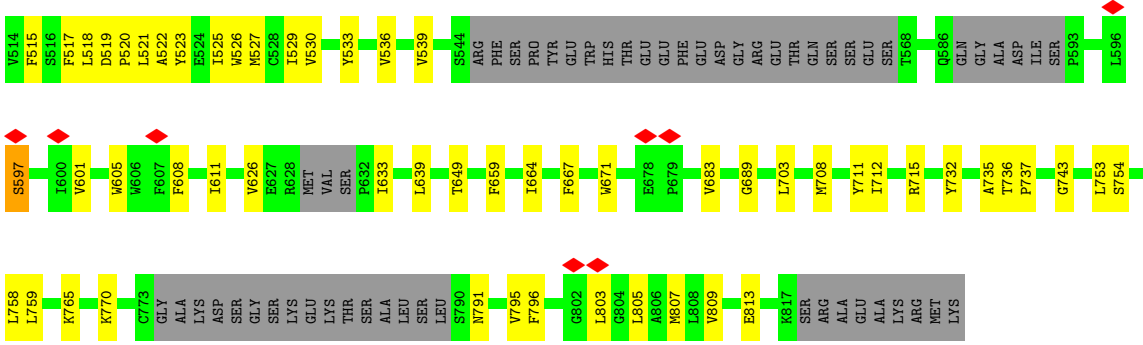 V514 F515 S516 F517 L518 D519 P520 L521 A522 Y523 E524 I525 W526 M527 C528 I529 V530 Y533 V536 V539 S544 ARG PHE SER PRO TYR GLU TRP HIS THR GLU GLU PHE GLU ASP GLY ARG GLU THR GLN SER SER GLU SER T568 Q586 GLN GLY ALA ASP ILE SER P593 L596
S597 I600 V601 W605 W606 F607 F608 I611 V626 E627 R628 MET VAL SER P632 I633 L639 T649 F659 I664 F667 W671 E678 P679 V683 G689 L703 M708 Y711 I712 R715 Y732 A735 T736 P737 G743 L753 S754
L758 L759 K765 K770 C773 GLY ALA LYS ASP SER GLY SER LYS GLU LYS THR SER ALA LEU SER LEU S790 N791 V795 F796 G802 L803 G804 L805 A806 M807 L808 V809 E813 K817 SER ARG ALA GLU ALA LYS ARG MET LYS